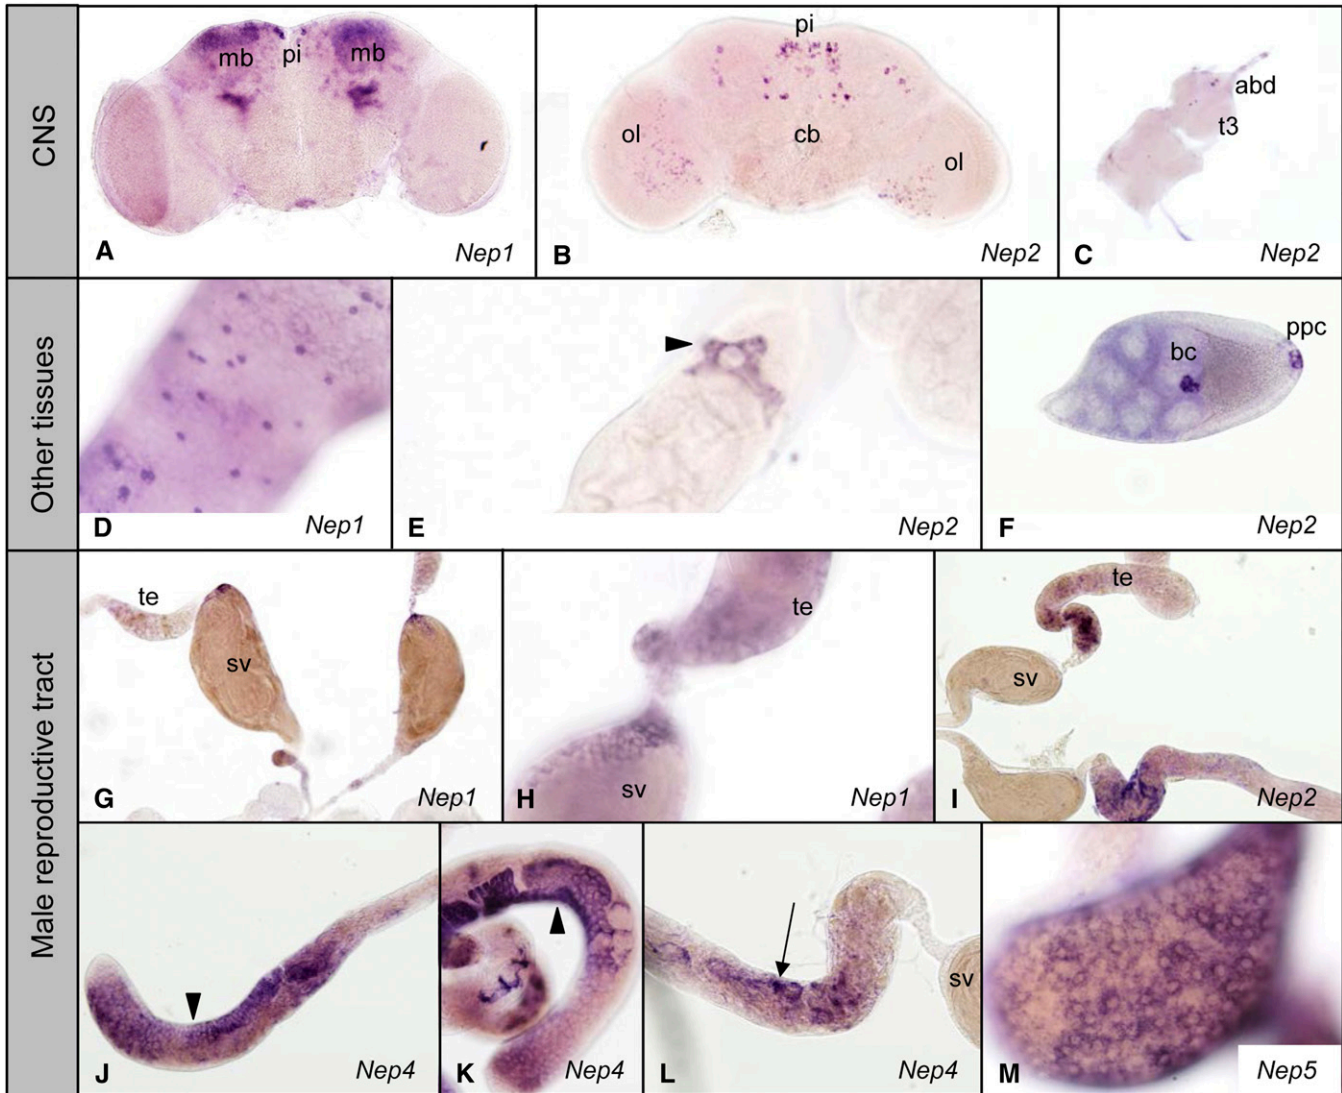 CNS
mb
pi
mb
A
Nep1
pi
ol
cb
ol
B
Nep2
abd
t3
C
Nep2
Other tissues
D
Nep1
E
Nep2
bc
ppc
F
Nep2
Male reproductive tract
te
sv
G
Nep1
te
sv
H
Nep1
te
sv
I
Nep2
J
Nep4
K
Nep4
sv
L
Nep4
M
Nep5